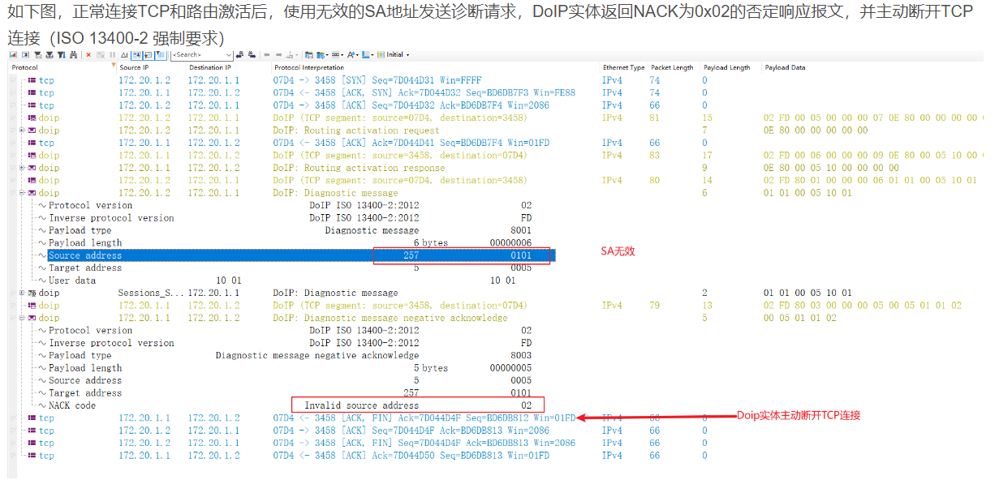 如下图，正常连接TCP和路由激活后，使用无效的SA地址发送诊断请求，DoIP实体返回NACK为0x02的否定响应报文，并主动断开TCP
连接（ISO 13400-2 强制要求）
<Search> Initial
Protocol Source IP Destination IP Protocol Interpretation Ethernet Type Packet Length Payload Length Payload Data
tcp 172.20.1.2 172.20.1.1 07D4 -> 3458 [SYN] Seq=7D044D31 Win=FFFF IPv4 74 0
tcp 172.20.1.1 172.20.1.2 07D4 <- 3458 [ACK, SYN] Ack=7D044D32 Seq=BD6DB7F3 Win=FE88 IPv4 74 0
tcp 172.20.1.2 172.20.1.1 07D4 -> 3458 [ACK] Seq=7D044D32 Ack=BD6DB7F4 Win=2086 IPv4 66 0
doip 172.20.1.2 172.20.1.1 DoIP (TCP segment: source=07D4, destination=3458) IPv4 81 15 02 FD 00 05 00 00 00 07 0E 80 00 00 00 00
doip 172.20.1.2 172.20.1.1 DoIP: Routing activation request 7 0E 80 00 00 00 00 00
tcp 172.20.1.1 172.20.1.2 07D4 <- 3458 [ACK] Ack=7D044D41 Seq=BD6DB7F4 Win=01FD IPv4 66 0
doip 172.20.1.1 172.20.1.2 DoIP (TCP segment: source=3458, destination=07D4) IPv4 83 17 02 FD 00 06 00 00 00 09 0E 80 00 05 10 00
doip 172.20.1.1 172.20.1.2 DoIP: Routing activation response 9 0E 80 00 05 10 00 00 00 00
doip 172.20.1.2 172.20.1.1 DoIP (TCP segment: source=07D4, destination=3458) IPv4 80 14 02 FD 80 01 00 00 00 06 01 01 00 05 10 01
doip 172.20.1.2 172.20.1.1 DoIP: Diagnostic message 6 01 01 00 05 10 01
Protocol version DoIP ISO 13400-2:2012 02
Inverse protocol version DoIP ISO 13400-2:2012 FD
Payload type Diagnostic message 8001
Payload length 6 bytes 00000006
Source address 257 0101 SA无效
Target address 5 0005
User data 10 01 10 01
doip Sessions_S... 172.20.1.1 DoIP: Diagnostic message 2 01 01 00 05 10 01
doip 172.20.1.1 172.20.1.2 DoIP (TCP segment: source=3458, destination=07D4) IPv4 79 13 02 FD 80 03 00 00 00 05 00 05 01 01 02
doip 172.20.1.1 172.20.1.2 DoIP: Diagnostic message negative acknowledge 5 00 05 01 01 02
Protocol version DoIP ISO 13400-2:2012 02
Inverse protocol version DoIP ISO 13400-2:2012 FD
Payload type Diagnostic message negative acknowledge 8003
Payload length 5 bytes 00000005
Source address 5 0005
Target address 257 0101
NACK code Invalid source address 02
tcp 172.20.1.1 172.20.1.2 07D4 <- 3458 [ACK, FIN] Ack=7D044D4F Seq=BD6DB812 Win=01FD IPv4 66 0 Doip实体主动断开TCP连接
tcp 172.20.1.2 172.20.1.1 07D4 -> 3458 [ACK] Seq=7D044D4F Ack=BD6DB813 Win=2086 IPv4 66 0
tcp 172.20.1.2 172.20.1.1 07D4 -> 3458 [ACK, FIN] Seq=7D044D4F Ack=BD6DB813 Win=2086 IPv4 66 0
tcp 172.20.1.1 172.20.1.2 07D4 <- 3458 [ACK] Ack=7D044D50 Seq=BD6DB813 Win=01FD IPv4 66 0